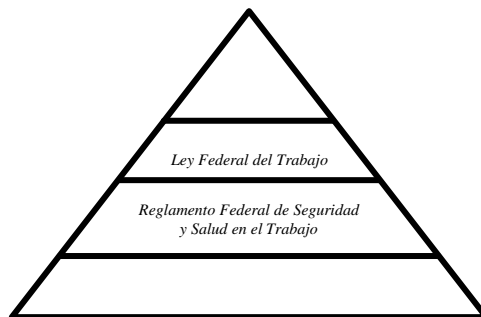 Ley Federal del Trabajo
Reglamento Federal de Seguridad
y Salud en el Trabajo